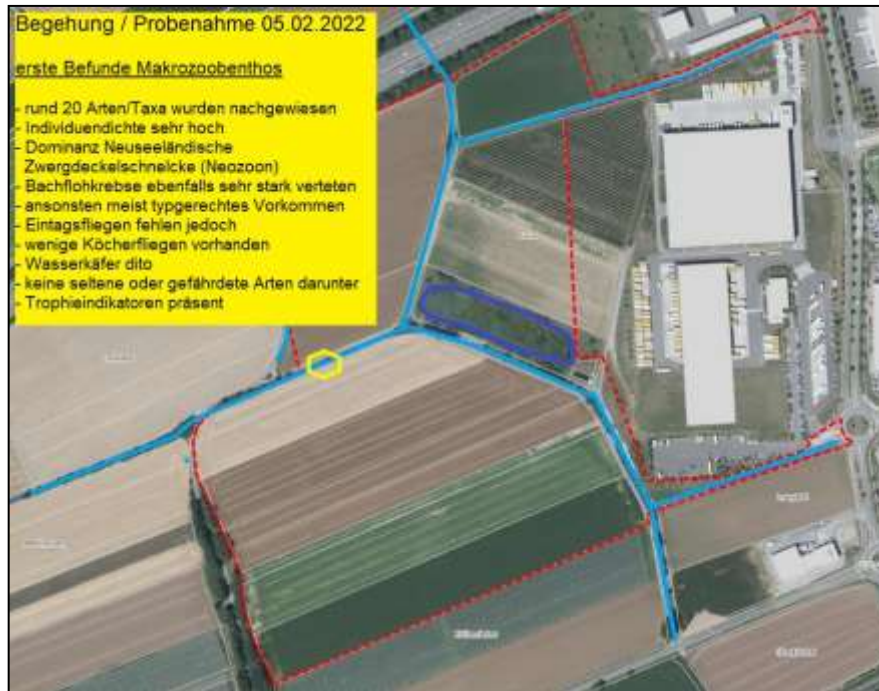 Begehung / Probenahme 05.02.2022
erste Befunde Makrozoobenthos
- rund 20 Arten/Taxa wurden nachgewiesen
- Individuendichte sehr hoch
- Dominanz Neuseeländische
Zwergdeckelschnelcke (Neozoon)
- Bachflohkrebse ebenfalls sehr stark verteten
- ansonsten meist typgerechtes Vorkommen
- Eintagsfliegen fehlen jedoch
- wenige Köcherfliegen vorhanden
- Wasserkäfer dito
- keine seltene oder gefährdete Arten darunter
- Trophieindikatoren präsent